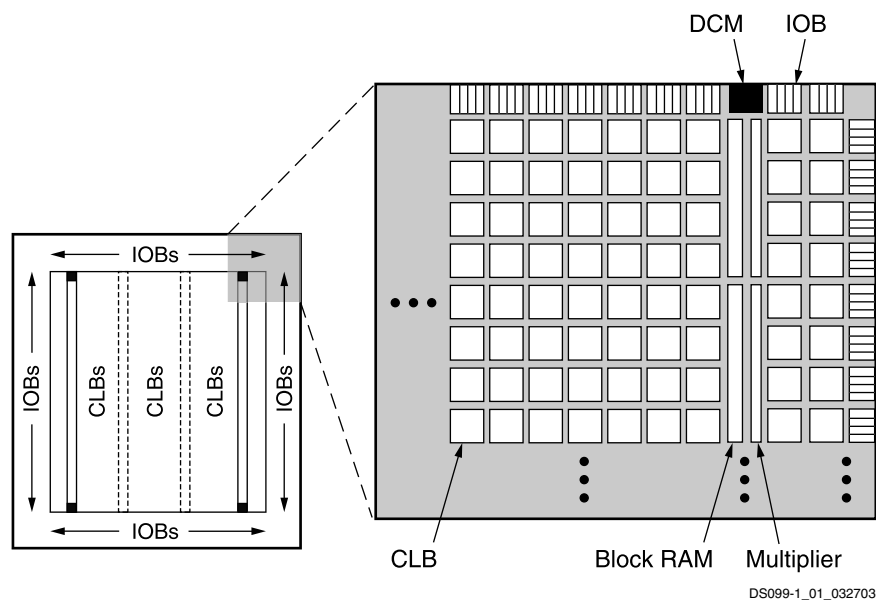 DCM
IOB
IOBs
IOBs
CLBs
CLBs
CLBs
IOBs
IOBs
CLB
Block RAM
Multiplier
DS099-1_01_032703